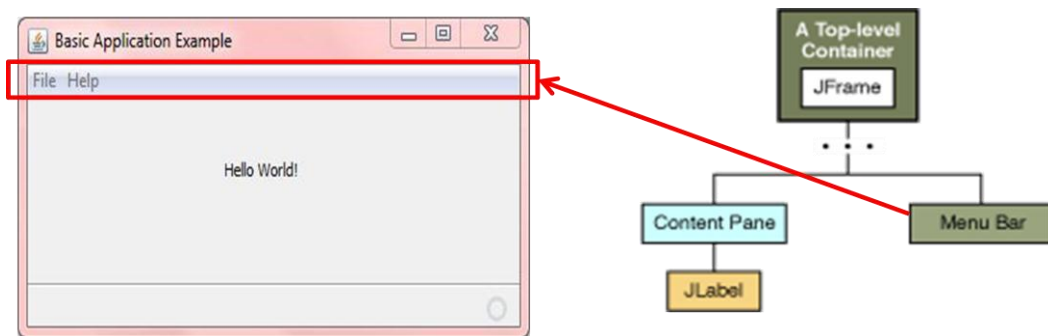 Basic Application Example
File Help
Hello World!
A Top-level
Container
JFrame
Content Pane
Menu Bar
JLabel